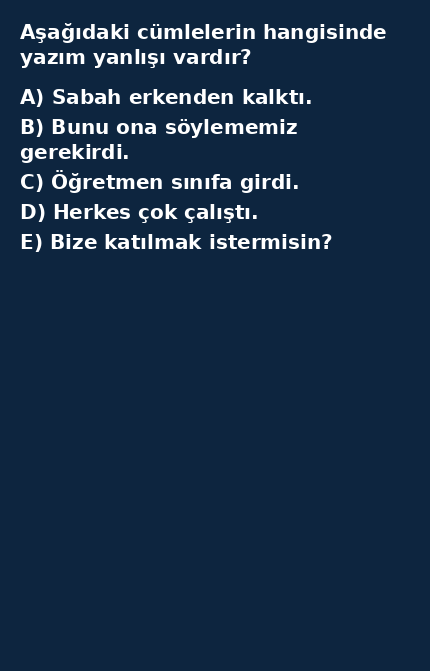 Aşağıdaki cümlelerin hangisinde
yazım yanlışı vardır?
A) Sabah erkenden kalktı.
B) Bunu ona söylememiz
gerekirdi.
C) Öğretmen sınıfa girdi.
D) Herkes çok çalıştı.
E) Bize katılmak istermisin?